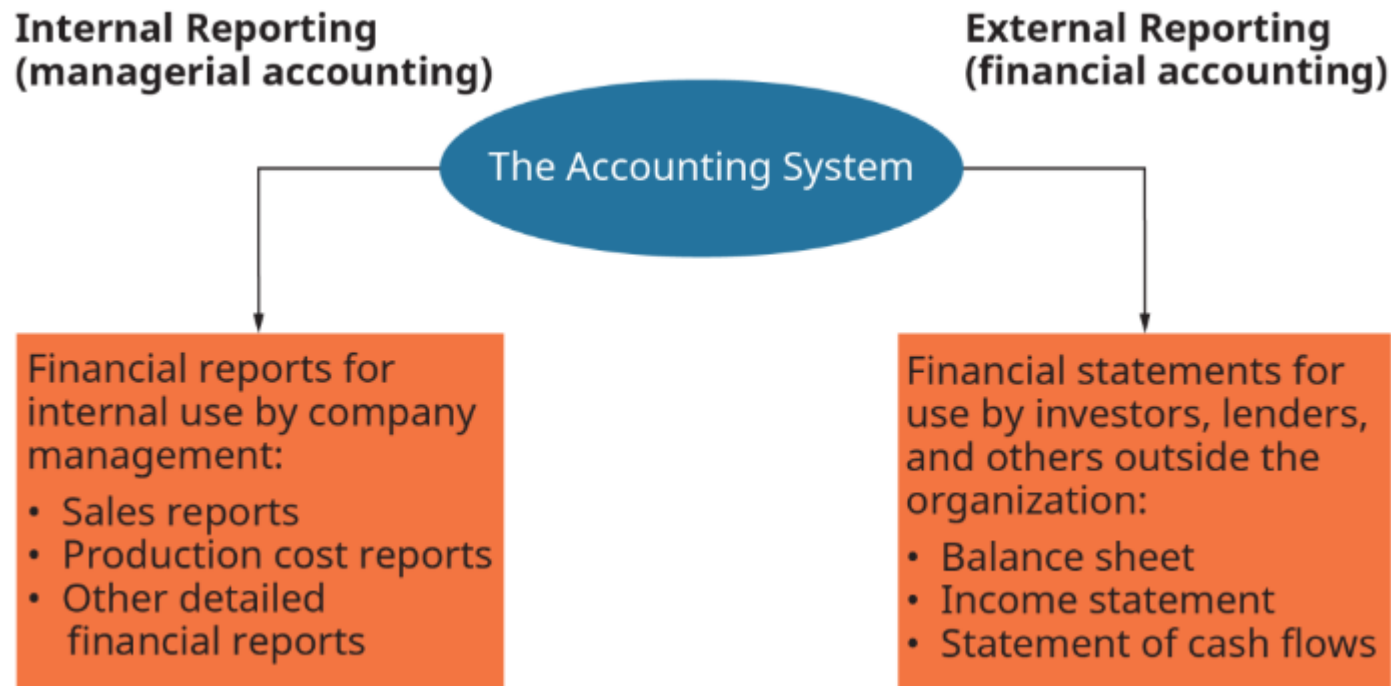 Internal Reporting
(managerial accounting)
External Reporting
(financial accounting)
The Accounting System
Financial reports for
internal use by company
management:
• Sales reports
• Production cost reports
• Other detailed
financial reports
Financial statements for
use by investors, lenders,
and others outside the
organization:
• Balance sheet
• Income statement
• Statement of cash flows